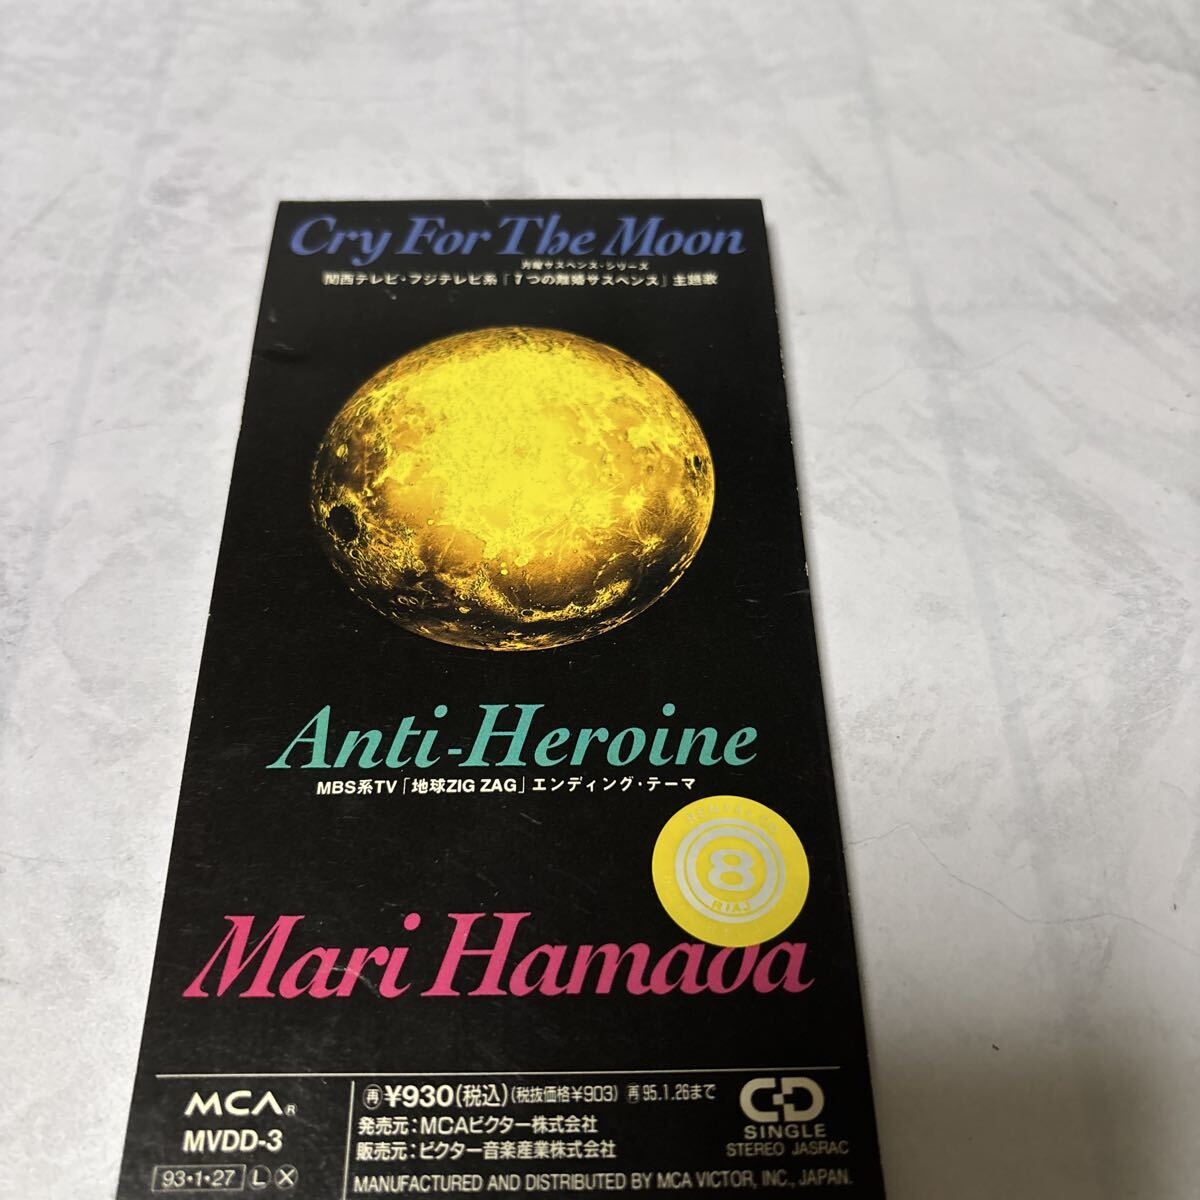 Cry For The Moon
月曜サスペンス・シリーズ
関西テレビ・フジテレビ系「7つの離婚サスペンス」主題歌
Anti-Heroine
MBS系TV「地球ZIG ZAG」エンディング・テーマ
8
RIAJ
Mari Hamada
MCA R
MVDD-3
93・1・27 L X
再 ¥930(税込)(税抜価格¥903) 再 95.1.26まで
発売元:MCAビクター株式会社
販売元:ビクター音楽産業株式会社
MANUFACTURED AND DISTRIBUTED BY MCA VICTOR, INC., JAPAN.
CD
SINGLE
STEREO JASRAC